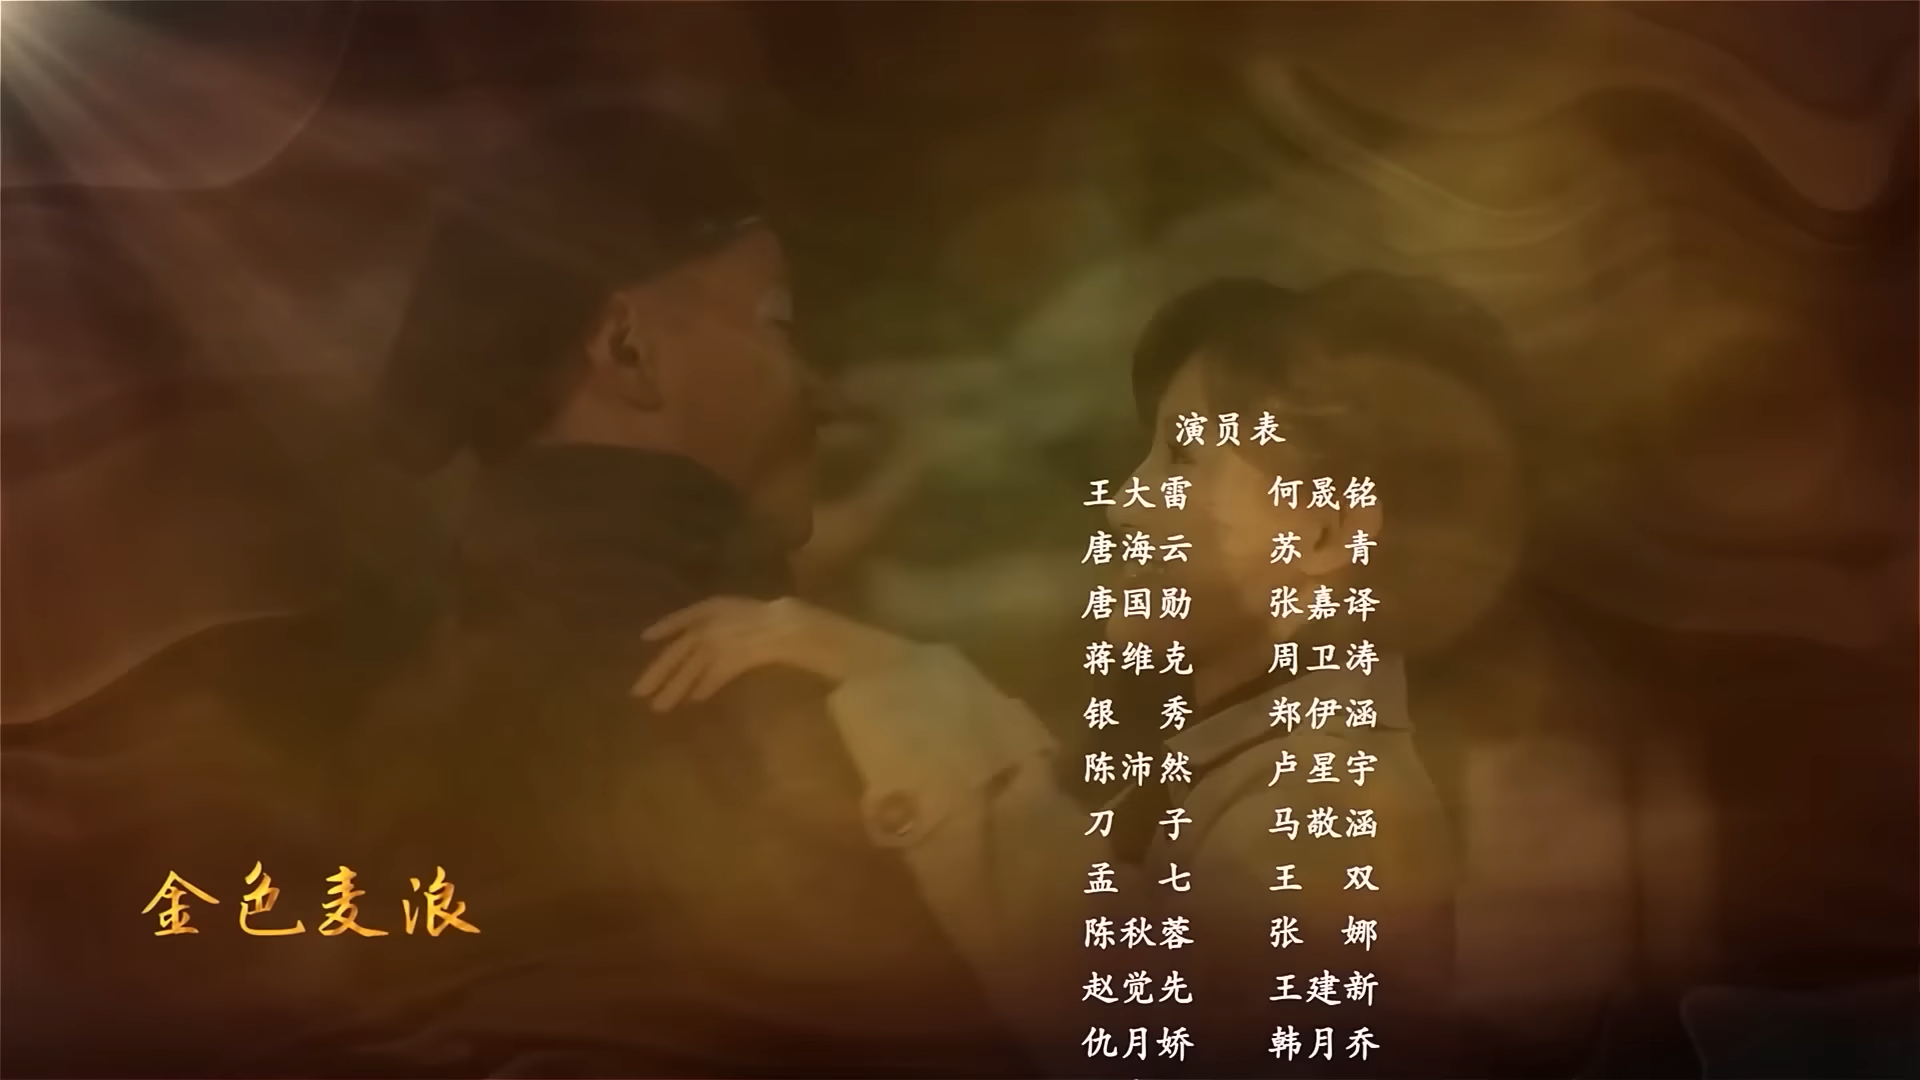 演员表
王大雷 何晟铭
唐海云 苏青
唐国勋 张嘉译
蒋维克 周卫涛
银秀 郑伊涵
陈沛然 卢星宇
刀子 马敬涵
孟七 王双
陈秋蓉 张娜
赵觉先 王建新
仇月娇 韩月乔
金色麦浪